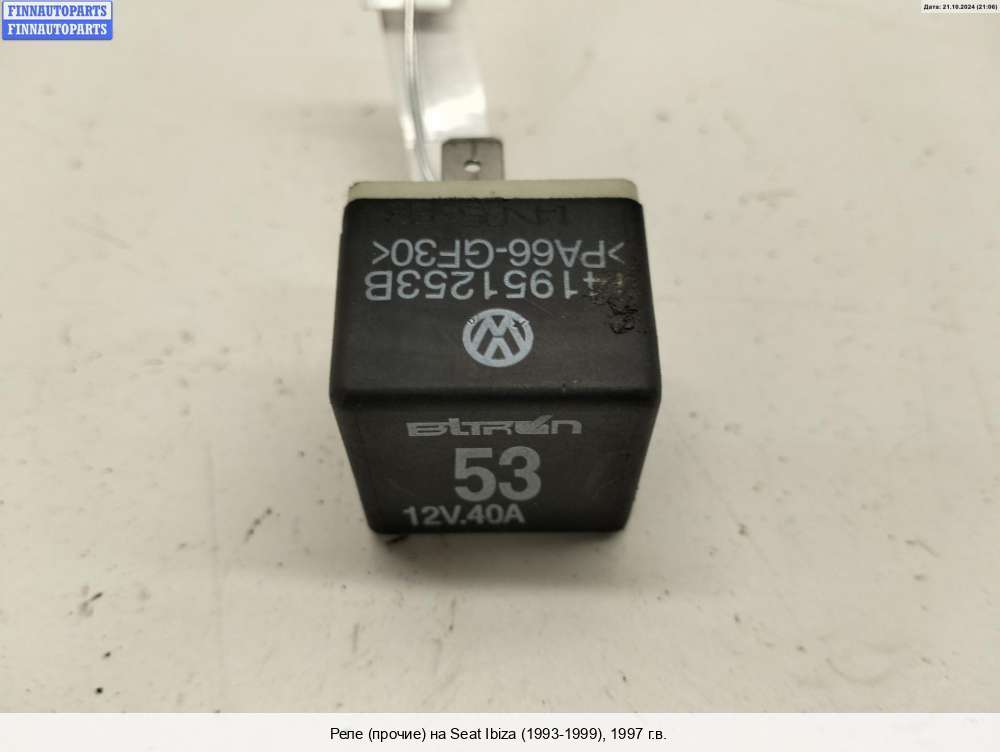 FINNAUTOPARTS
FINNAUTOPARTS
Дата: 21.10.2024 (21:06)
>PA66-GF30<
41951253B
Bitron
53
12V.40A
Реле (прочие) на Seat Ibiza (1993-1999), 1997 г.в.